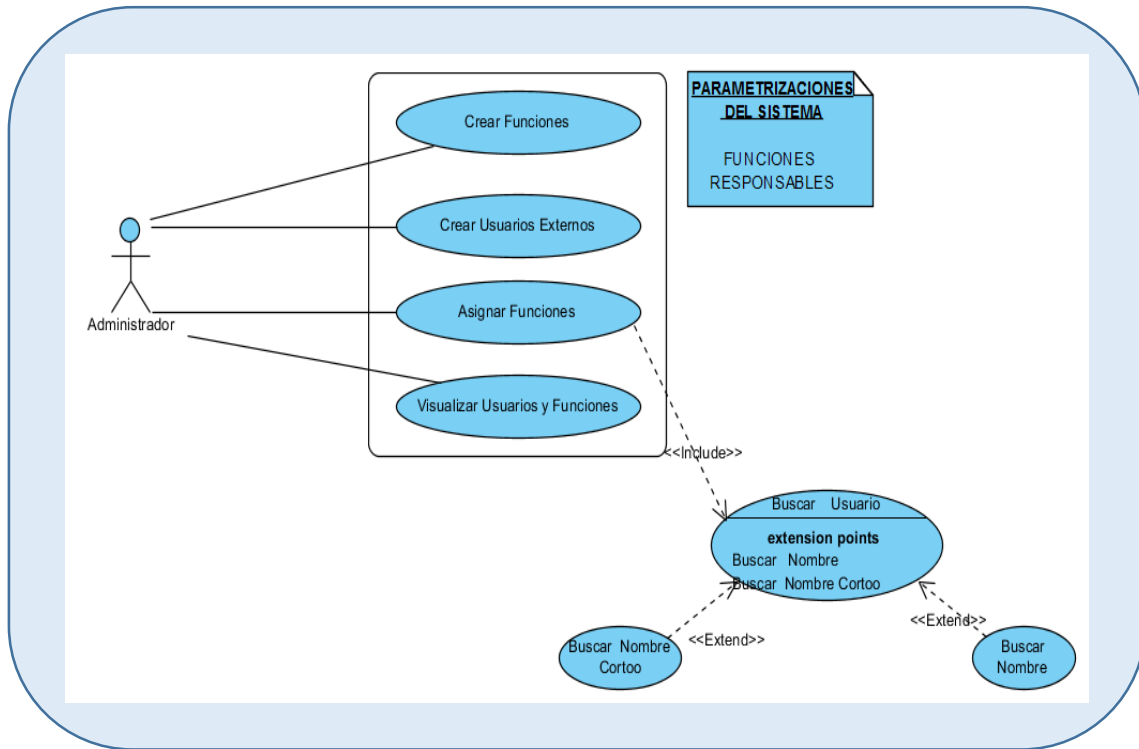 Crear Funciones
PARAMETRIZACIONES
DEL SISTEMA
FUNCIONES
RESPONSABLES
Crear Usuarios Externos
Asignar Funciones
Administrador
Visualizar Usuarios y Funciones
<<Include>>
Buscar Usuario
extension points
Buscar Nombre
Buscar Nombre Cortoo
<<Extend>>
<<Extend>>
Buscar Nombre
Cortoo
Buscar
Nombre